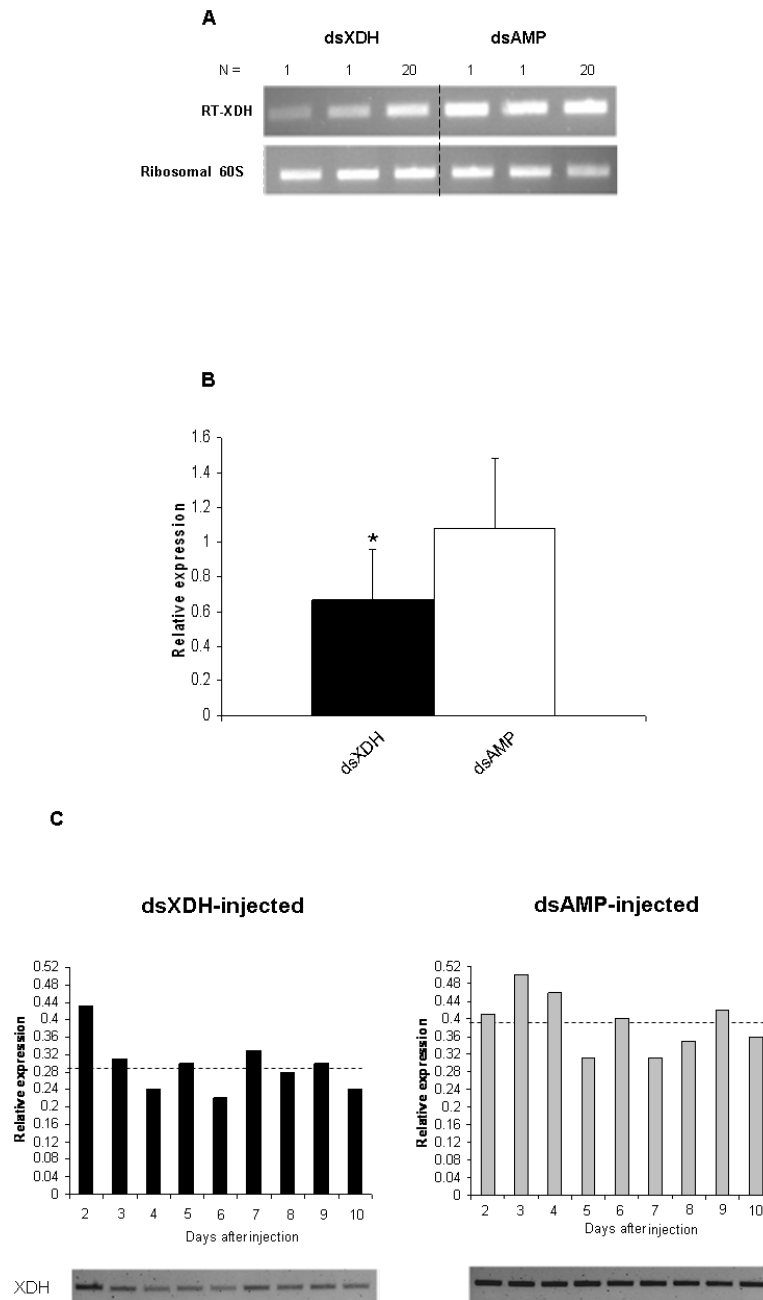 A
dsXDH dsAMP
N = 1 1 20 1 1 20
RT-XDH
Ribosomal 60S
B
Relative expression
1.6
1.4
1.2
1
0.8
0.6
0.4
0.2
0
*
dsXDH
dsAMP
C
dsXDH-injected
Relative expression
0.52
0.48
0.44
0.4
0.36
0.32
0.28
0.24
0.20
0.16
0.12
0.08
0.04
0
2 3 4 5 6 7 8 9 10
Days after injection
dsAMP-injected
Relative expression
0.52
0.48
0.44
0.4
0.36
0.32
0.28
0.24
0.20
0.16
0.12
0.08
0.04
0
2 3 4 5 6 7 8 9 10
Days after injection
XDH